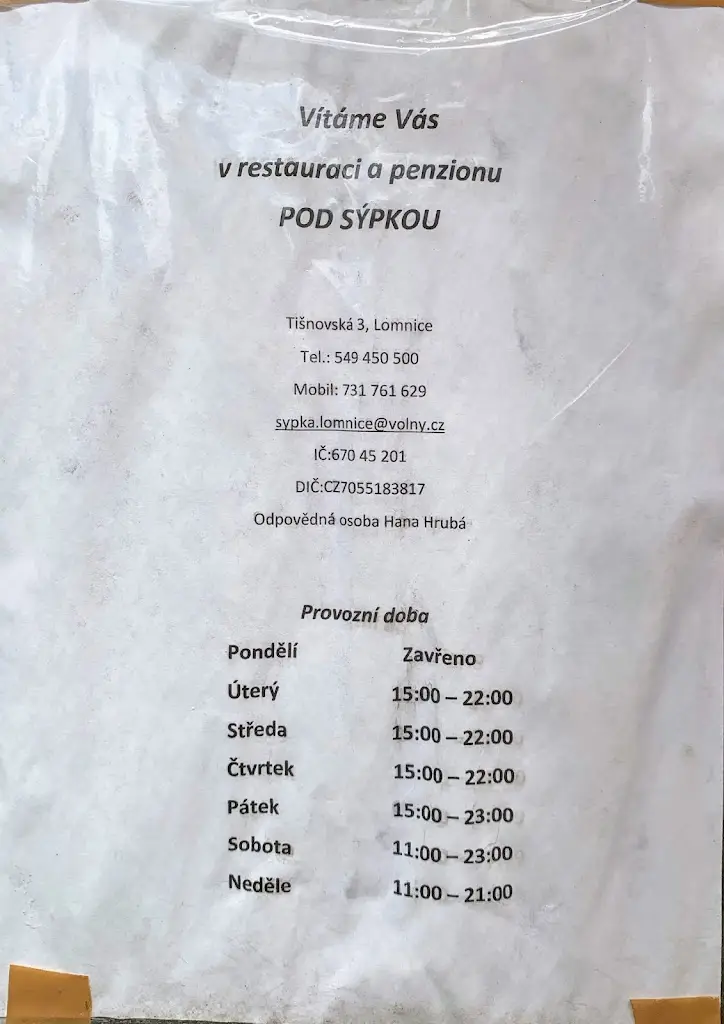 Vítáme Vás
v restauraci a penzionu
POD SÝPKOU
Tišnovská 3, Lomnice
Tel.: 549 450 500
Mobil: 731 761 629
sypka.lomnice@volny.cz
IČ:670 45 201
DIČ:CZ7055183817
Odpovědná osoba Hana Hrubá
Provozní doba
Pondělí Zavřeno
Úterý 15:00 – 22:00
Středa 15:00 – 22:00
Čtvrtek 15:00 – 22:00
Pátek 15:00 – 23:00
Sobota 11:00 – 23:00
Neděle 11:00 – 21:00